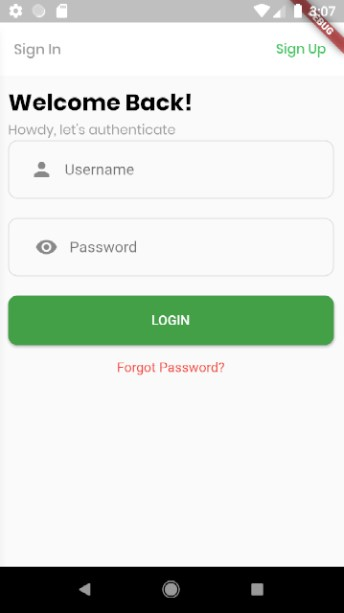 3:07
DEBUG
Sign In
Sign Up
Welcome Back!
Howdy, let's authenticate
Username
Password
LOGIN
Forgot Password?